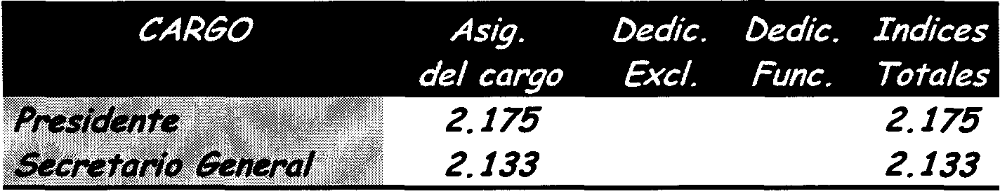 CARGO Asig. Dedic. Dedic. Indices
del cargo Excl. Func. Totales
Presidente 2.175 2.175
Secretario General 2.133 2.133